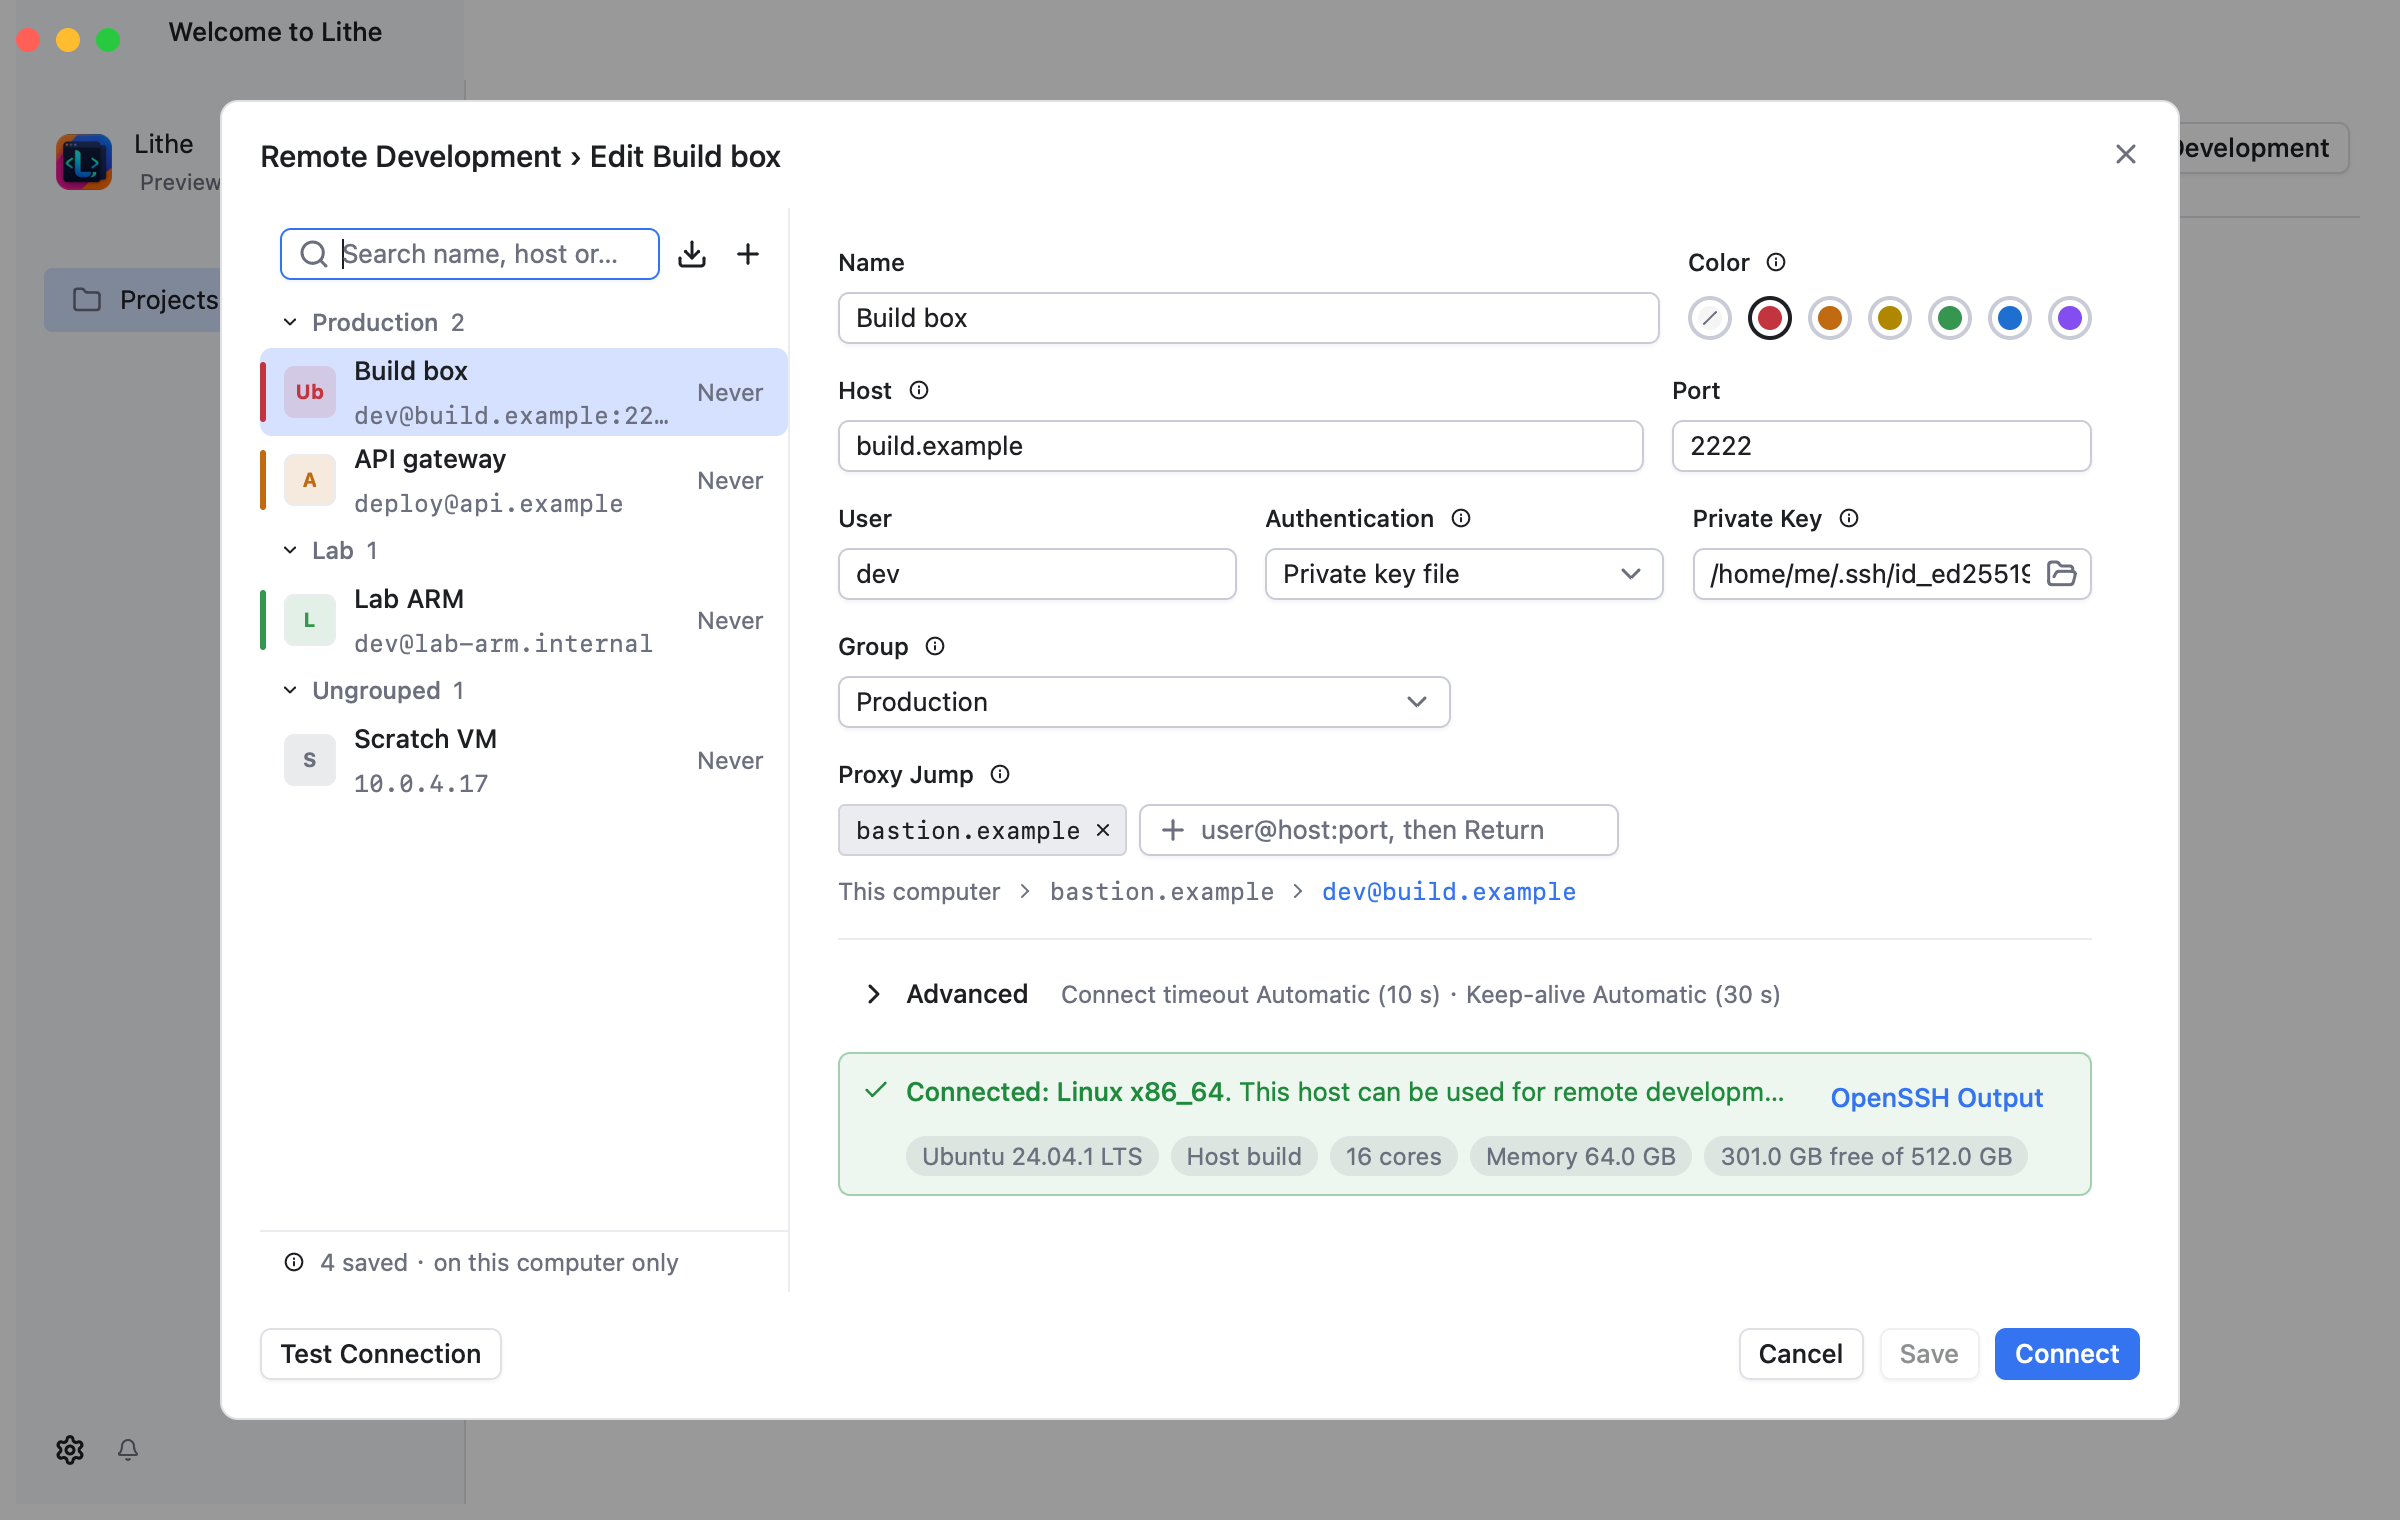 Welcome to Lithe
Lithe
Preview
Development
Projects
Remote Development › Edit Build box
Search name, host or...
Production 2
Ub
Build box
dev@build.example:22...
Never
A
API gateway
deploy@api.example
Never
Lab 1
L
Lab ARM
dev@lab-arm.internal
Never
Ungrouped 1
S
Scratch VM
10.0.4.17
Never
4 saved · on this computer only
Name
Build box
Color
Host
build.example
Port
2222
User
dev
Authentication
Private key file
Private Key
/home/me/.ssh/id_ed25519
Group
Production
Proxy Jump
bastion.example ×
+ user@host:port, then Return
This computer > bastion.example > dev@build.example
Advanced Connect timeout Automatic (10 s) · Keep-alive Automatic (30 s)
Connected: Linux x86_64. This host can be used for remote developm...
OpenSSH Output
Ubuntu 24.04.1 LTS Host build 16 cores Memory 64.0 GB 301.0 GB free of 512.0 GB
Test Connection
Cancel
Save
Connect